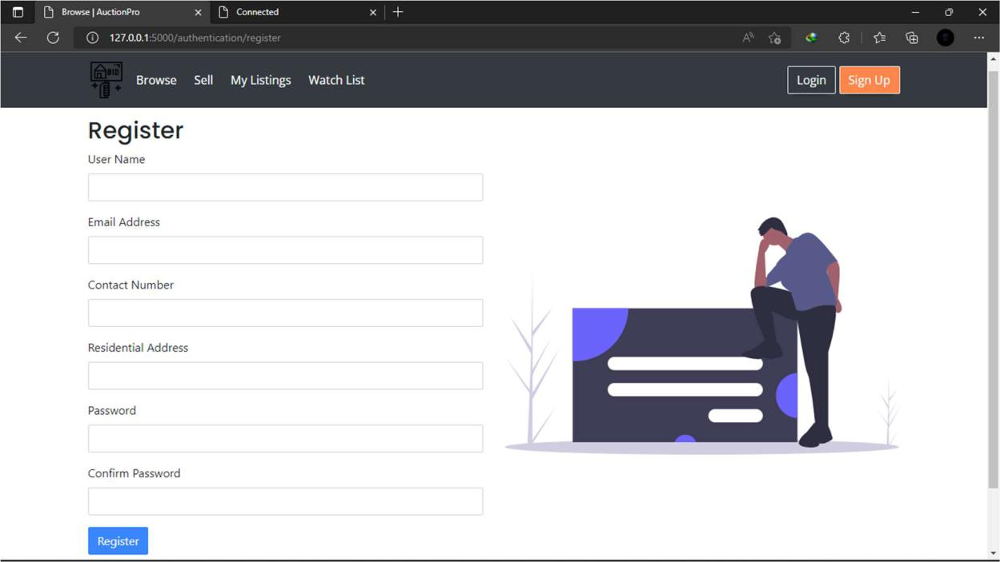 Browse | AuctionPro
Connected
127.0.0.1:5000/authentication/register
BID
Browse Sell My Listings Watch List
Login Sign Up
Register
User Name
Email Address
Contact Number
Residential Address
Password
Confirm Password
Register